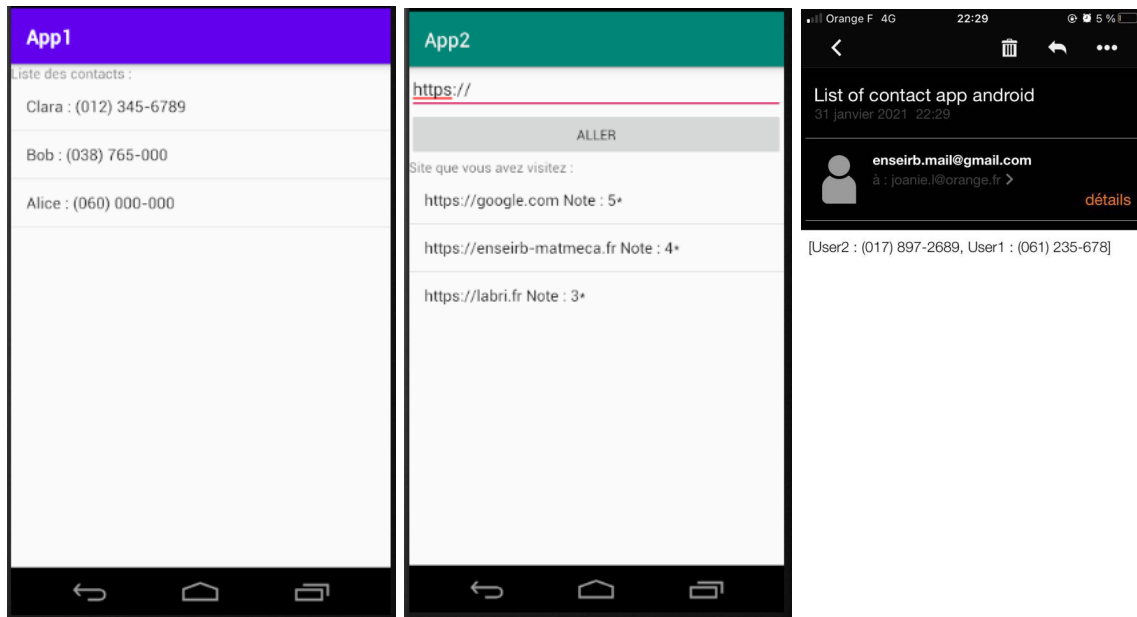 App1
Liste des contacts :
Clara : (012) 345-6789
Bob : (038) 765-000
Alice : (060) 000-000
App2
https://
ALLER
Site que vous avez visitez :
https://google.com Note : 5*
https://enseirb-matmeca.fr Note : 4*
https://labri.fr Note : 3*
Orange F 4G 22:29 5 %
List of contact app android
31 janvier 2021 22:29
enseirb.mail@gmail.com
à : joanie.l@orange.fr >
détails
[User2 : (017) 897-2689, User1 : (061) 235-678]